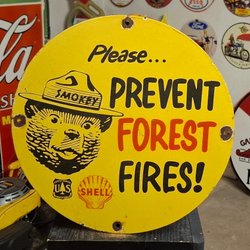 Please...
SMOKEY
PREVENT
FOREST
FIRES!
U S
SHELL